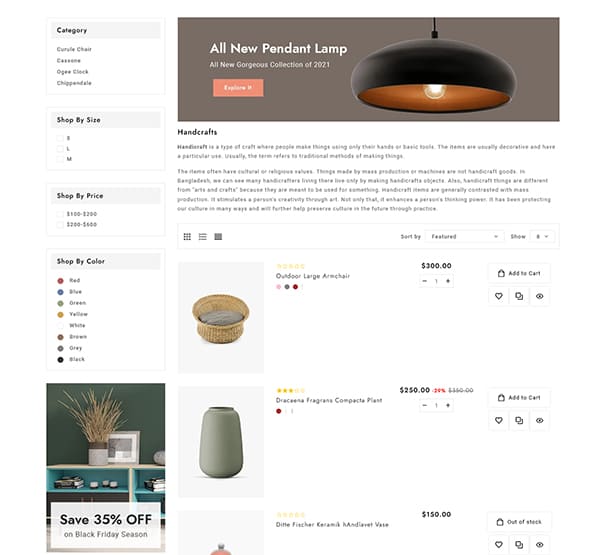 Category
Curule Chair
Cassone
Ogee Clock
Chippendale
Shop By Size
S
L
M
Shop By Price
$100-$200
$200-$600
Shop By Color
Red
Blue
Green
Yellow
White
Brown
Grey
Black
Save 35% OFF
on Black Friday Season
All New Pendant Lamp
All New Gorgeous Collection of 2021
Explore It
Handcrafts
Handicraft is a type of craft where people make things using only their hands or basic tools. The items are usually decorative and have
a particular use. Usually, the term refers to traditional methods of making things.
The items often have cultural or religious values. Things made by mass production or machines are not handicraft goods. In
Bangladesh, we can see many handicrafters living there live only by making handicrafts objects. Also, handicraft things are different
from "arts and crafts" because they are meant to be used for something. Handicraft items are generally contrasted with mass
production. It stimulates a person's creativity through art. Not only that, it enhances a person's thinking power. It has been protecting
our culture in many ways and will further help preserve culture in the future through practice.
Sort by Featured Show 8
Outdoor Large Armchair
$300.00
− 1 +
Add to Cart
Dracaena Fragrans Compacta Plant
$250.00 -29% $350.00
− 1 +
Add to Cart
Ditte Fischer Keramik hAndlavet Vase
$150.00
Out of stock